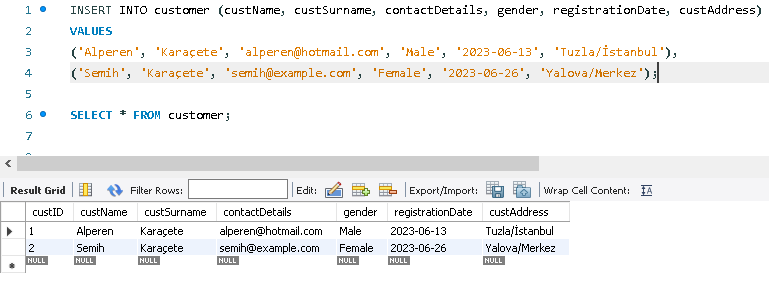 1 INSERT INTO customer (custName, custSurname, contactDetails, gender, registrationDate, custAddress)
2 VALUES
3 ('Alperen', 'Karaçete', 'alperen@hotmail.com', 'Male', '2023-06-13', 'Tuzla/İstanbul'),
4 ('Semih', 'Karaçete', 'semih@example.com', 'Female', '2023-06-26', 'Yalova/Merkez');
5
6 SELECT * FROM customer;
7
Result Grid Filter Rows: Edit: Export/Import: Wrap Cell Content: IA
custID custName custSurname contactDetails gender registrationDate custAddress
1 Alperen Karaçete alperen@hotmail.com Male 2023-06-13 Tuzla/İstanbul
2 Semih Karaçete semih@example.com Female 2023-06-26 Yalova/Merkez
NULL NULL NULL NULL NULL NULL NULL